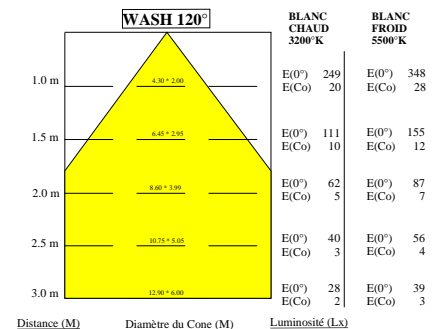 WASH 120°
BLANC CHAUD 3200°K
BLANC FROID 5500°K
1.0 m
4.30 * 2.00
E(0°) 249
E(Co) 20
E(0°) 348
E(Co) 28
1.5 m
6.45 * 2.95
E(0°) 111
E(Co) 10
E(0°) 155
E(Co) 12
2.0 m
8.60 * 3.99
E(0°) 62
E(Co) 5
E(0°) 87
E(Co) 7
2.5 m
10.75 * 5.05
E(0°) 40
E(Co) 3
E(0°) 56
E(Co) 4
3.0 m
12.90 * 6.00
E(0°) 28
E(Co) 2
E(0°) 39
E(Co) 3
Distance (M)
Diamètre du Cone (M)
Luminosité (Lx)